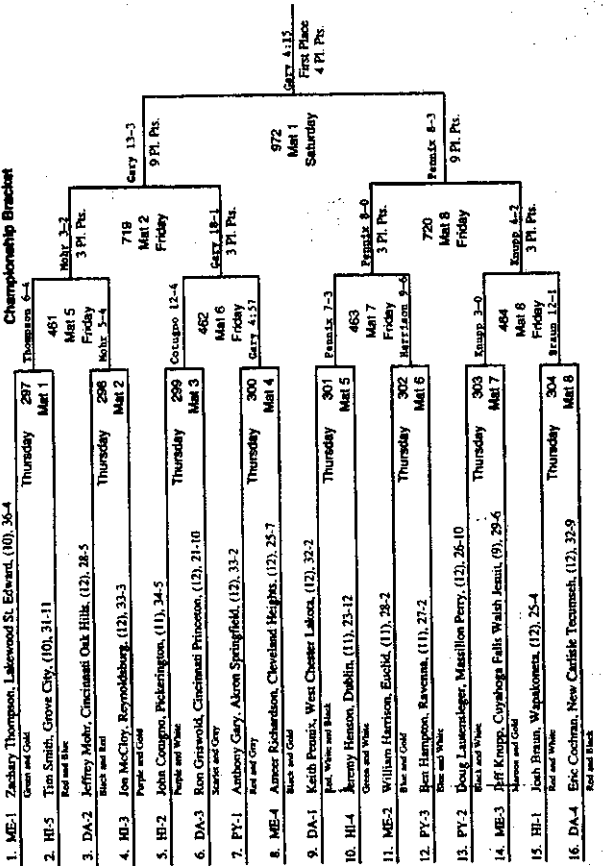 Championship Bracket
1. ME-1 Zachary Thompson, Lakewood St. Edward, (10), 36-4
Green and Gold
Thursday 297
Mat 1
2. HI-5 Tim Smith, Grove City, (10), 31-11
Red and Blue
3. DA-2 Jeffrey Mohr, Cincinnati Oak Hills, (12), 28-5
Black and Red
Thursday 298
Mat 2
4. HI-3 Jon McCloy, Reynoldsburg, (12), 33-3
Purple and Gold
5. HI-2 John Cotugno, Pickerington, (11), 34-5
Purple and White
Thursday 299
Mat 3
6. DA-3 Ron Griswold, Cincinnati Princeton, (12), 21-10
Scarlet and Grey
7. PY-1 Anthony Gary, Akron Springfield, (12), 33-2
Red and Grey
Thursday 300
Mat 4
8. ME-4 Ameer Richardson, Cleveland Heights, (12), 25-7
Black and Gold
9. DA-1 Keith Pennix, West Chester Lakota, (12), 32-2
Red, White and Black
Thursday 301
Mat 5
10. HI-4 Jeremy Henson, Dublin, (11), 23-12
Green and White
11. ME-2 William Harrison, Euclid, (11), 28-2
Blue and Gold
Thursday 302
Mat 6
12. PY-3 Ben Hampton, Ravenna, (11), 27-2
Blue and White
13. PY-2 Doug Lautensleger, Massillon Perry, (12), 26-10
Black and White
Thursday 303
Mat 7
14. ME-3 Jeff Knupp, Cuyahoga Falls Walsh Jesuit, (9), 29-6
Maroon and Gold
15. HI-1 Josh Braun, Wapakoneta, (12), 25-4
Red and White
Thursday 304
Mat 8
16. DA-4 Eric Cochran, New Carlisle Tecumseh, (12), 32-9
Red and Black
Thompson 6-4
461
Mat 5
Friday
Mohr 5-4
Cotugno 12-4
462
Mat 6
Friday
Gary 4:57
Pennix 7-3
463
Mat 7
Friday
Harrison 9-6
Knupp 3-0
464
Mat 8
Friday
Braun 12-1
Mohr 3-2
3 Pl. Pts.
719
Mat 2
Friday
Gary 18-1
3 Pl. Pts.
Pennix 8-0
3 Pl. Pts.
720
Mat 8
Friday
Knupp 4-2
3 Pl. Pts.
Gary 13-3
9 Pl. Pts.
972
Mat 1
Saturday
Pennix 8-3
9 Pl. Pts.
Gary 4:15
First Place
4 Pl. Pts.